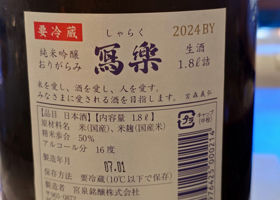 要冷蔵
しゃらく
2024BY
純米吟醸
おりがらみ
寫樂
生酒
1.8ℓ詰
米を愛し、酒を愛し、人を愛す。
みなさまに愛される酒を目指します。
宮森義弘
【品目】日本酒【内容量】1.8ℓ
原材料名/米(国産)、米麹(国産米)
精米歩合 50%
アルコール分 16度
製造年月
07.01
保存方法/要冷蔵(10℃以下で保存)
製造者/宮泉銘醸株式会社
〒965-0872
プラ